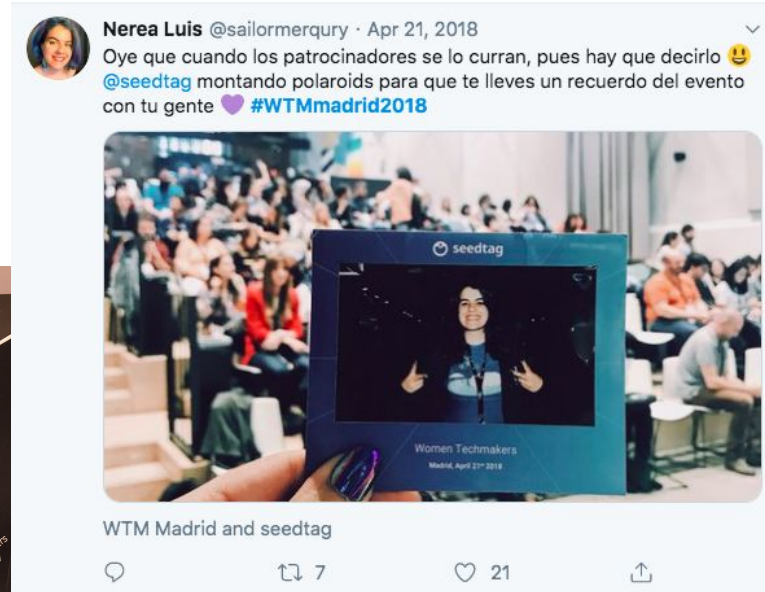 Nerea Luis @sailormerqury · Apr 21, 2018
Oye que cuando los patrocinadores se lo curran, pues hay que decirlo 😃
@seedtag montando polaroids para que te lleves un recuerdo del evento
con tu gente 💜 #WTMmadrid2018
seedtag
Women Techmakers
Madrid, April 21st 2018
WTM Madrid and seedtag
7
21